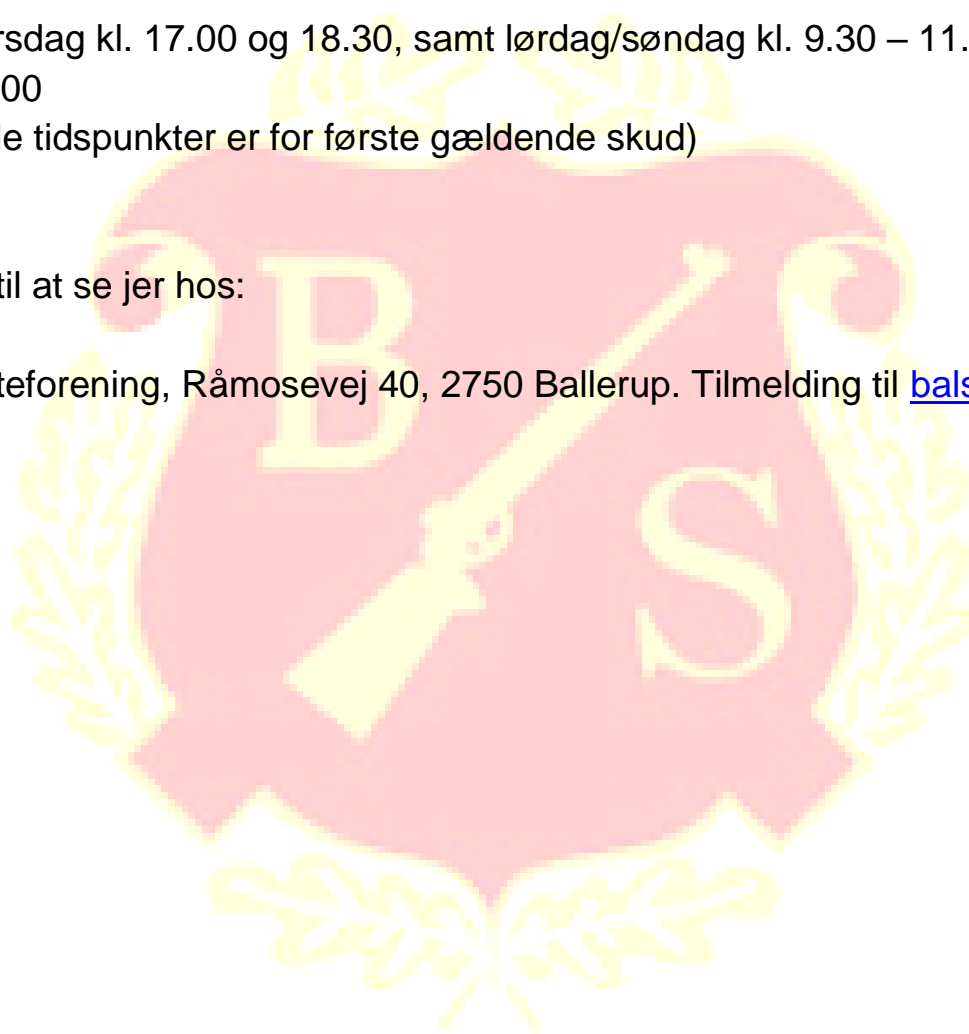 rsdag kl. 17.00 og 18.30, samt lørdag/søndag kl. 9.30 – 11.
00
le tidspunkter er for første gældende skud)
til at se jer hos:
teforening, Råmosevej 40, 2750 Ballerup. Tilmelding til bals
B
S